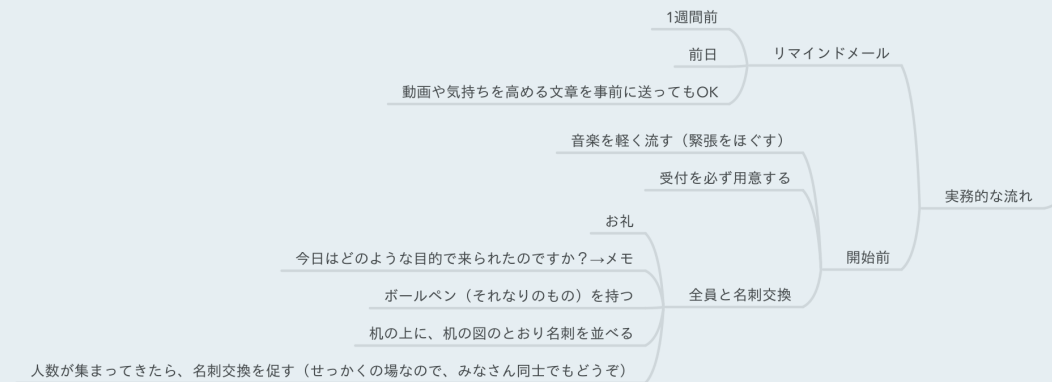 1週間前
前日
リマインドメール
動画や気持ちを高める文章を事前に送ってもOK
音楽を軽く流す（緊張をほぐす）
受付を必ず用意する
実務的な流れ
お礼
今日はどのような目的で来られたのですか？→メモ
開始前
ボールペン（それなりのもの）を持つ
全員と名刺交換
机の上に、机の図のとおり名刺を並べる
人数が集まってきたら、名刺交換を促す（せっかくの場なので、みなさん同士でもどうぞ）